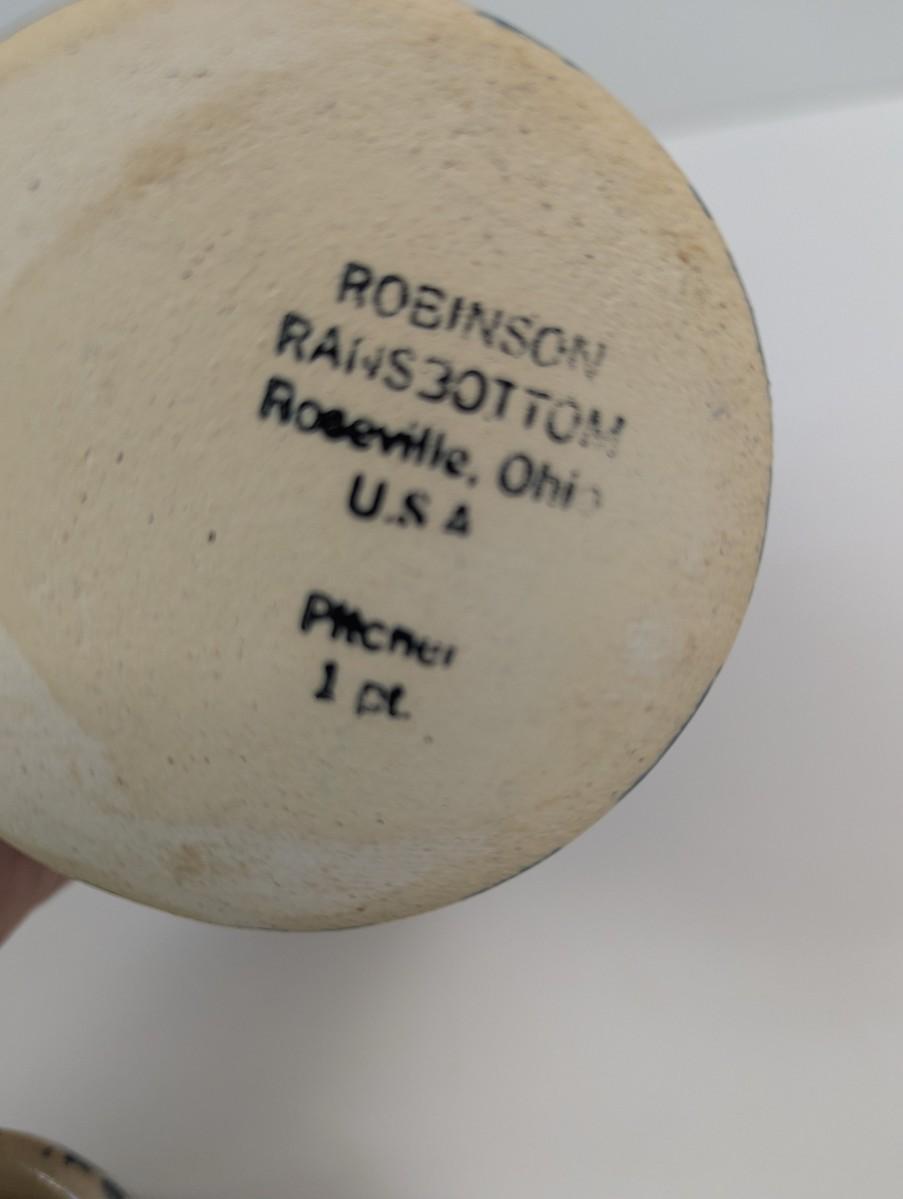 ROBINSON
RANSBOTTOM
Roseville, Ohio
U.S.A
Pitcher
1 pt.